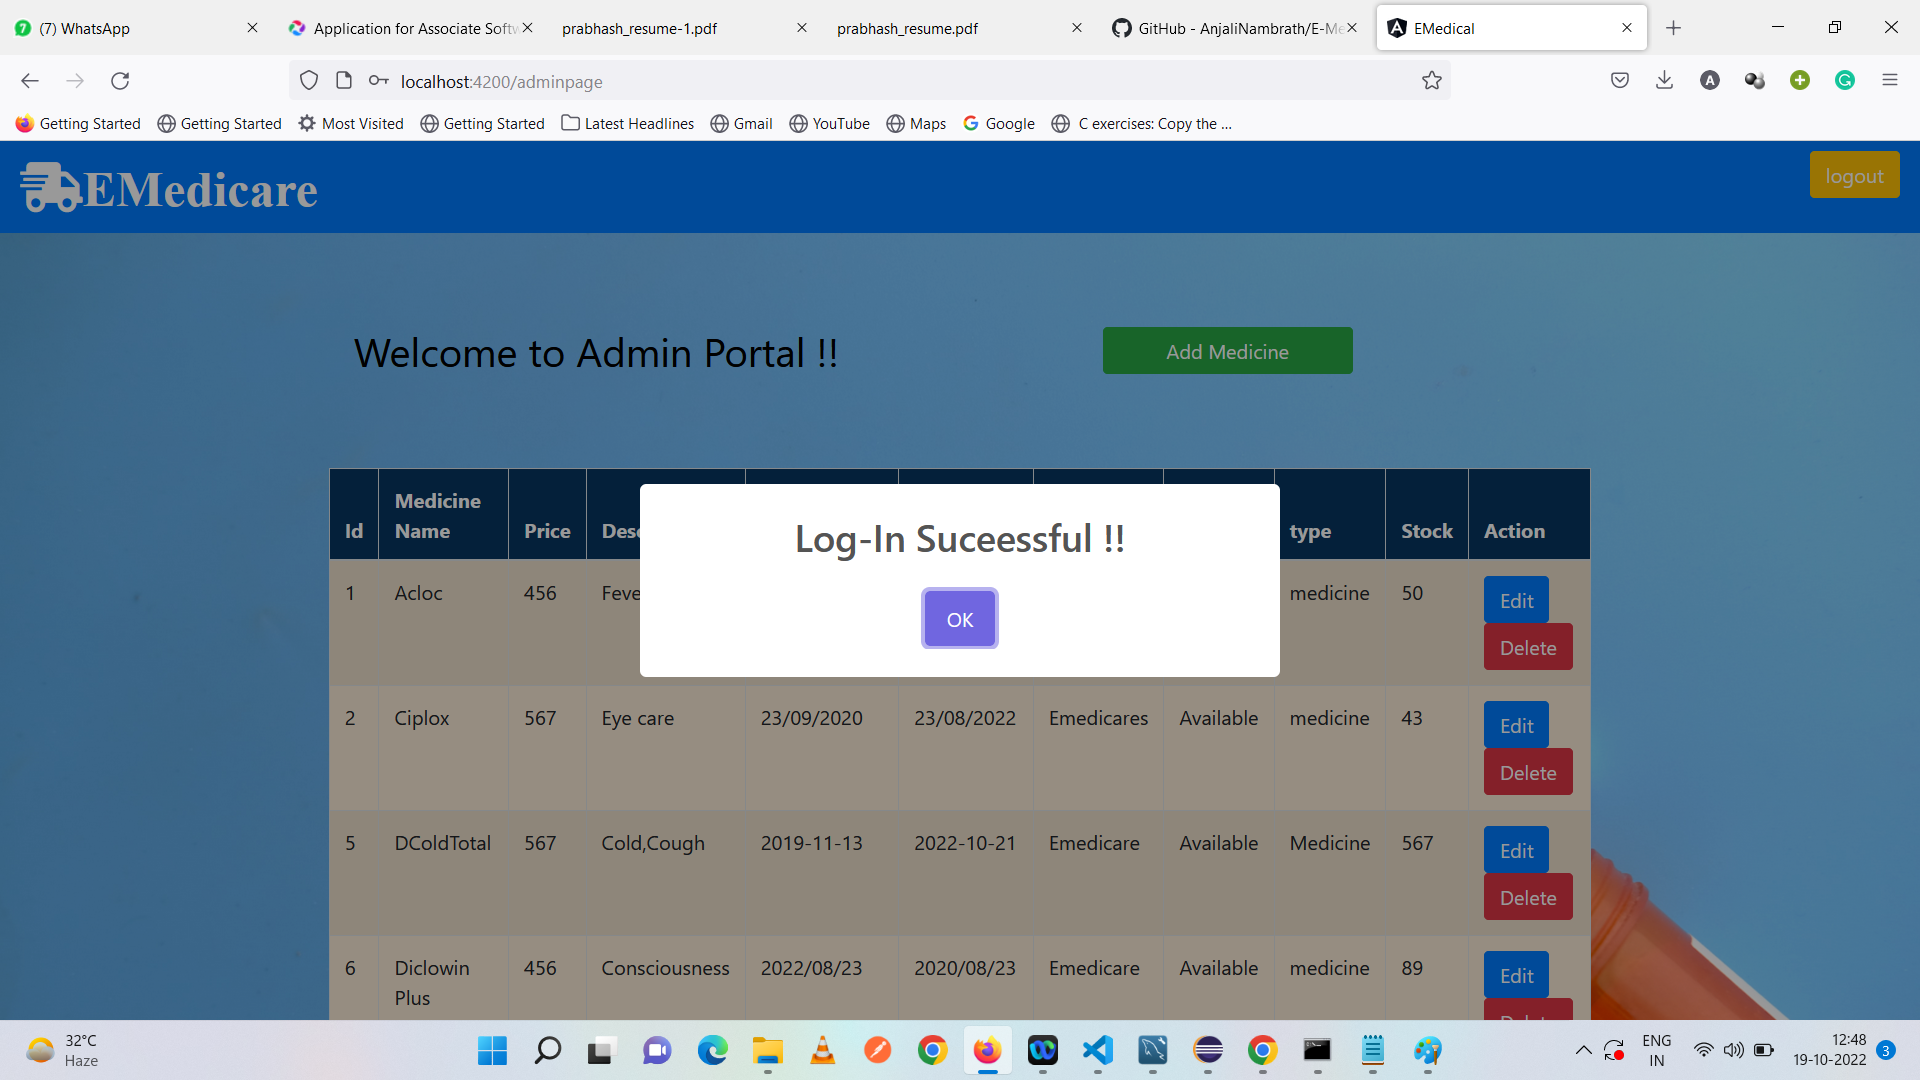 (7) WhatsApp
Application for Associate Softw
prabhash_resume-1.pdf
prabhash_resume.pdf
GitHub - AnjaliNambrath/E-Me
EMedical
localhost:4200/adminpage
Getting Started
Getting Started
Most Visited
Getting Started
Latest Headlines
Gmail
YouTube
Maps
Google
C exercises: Copy the ...
EMedicare
logout
Welcome to Admin Portal !!
Add Medicine
Id Medicine Name Price Desc type Stock Action
Log-In Suceessful !!
OK
1 Acloc 456 Feve medicine 50 Edit
Delete
2 Ciplox 567 Eye care 23/09/2020 23/08/2022 Emedicares Available medicine 43 Edit
Delete
5 DColdTotal 567 Cold,Cough 2019-11-13 2022-10-21 Emedicare Available Medicine 567 Edit
Delete
6 Diclowin Plus 456 Consciousness 2022/08/23 2020/08/23 Emedicare Available medicine 89 Edit
Delete
32°C
Haze
ENG
IN
12:48
19-10-2022
3